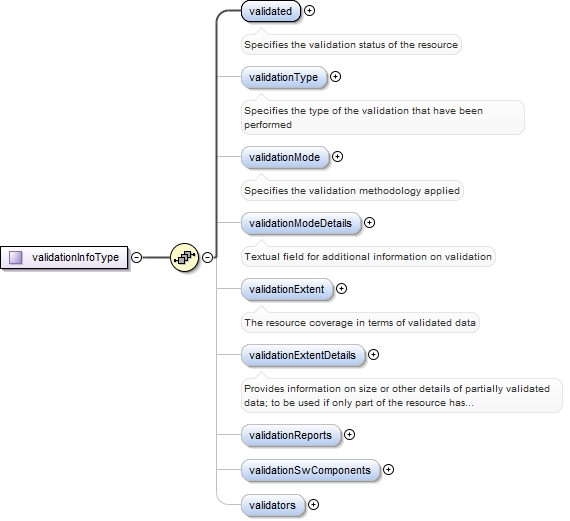 validated
Specifies the validation status of the resource
validationType
Specifies the type of the validation that have been
performed
validationMode
Specifies the validation methodology applied
validationModeDetails
Textual field for additional information on validation
validationInfoType
validationExtent
The resource coverage in terms of validated data
validationExtentDetails
Provides information on size or other details of partially validated
data; to be used if only part of the resource has...
validationReports
validationSwComponents
validators